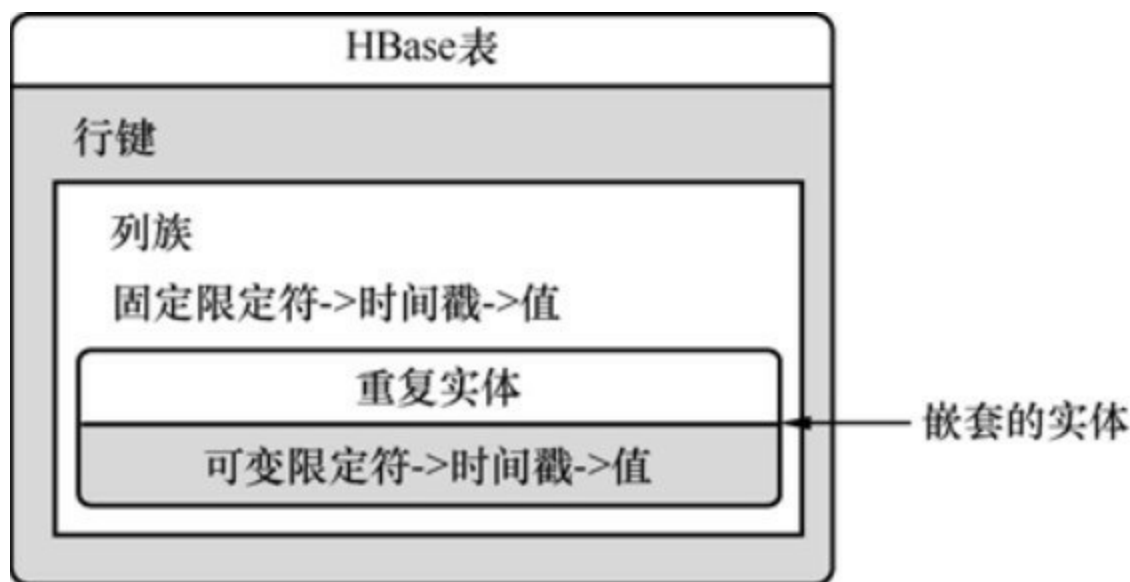 HBase表
行键
列族
固定限定符->时间戳->值
重复实体
可变限定符->时间戳->值
嵌套的实体